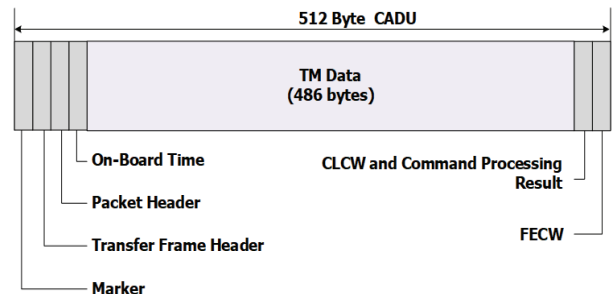 512 Byte CADU
TM Data
(486 bytes)
On-Board Time
CLCW and Command Processing
Result
Packet Header
FECW
Transfer Frame Header
Marker